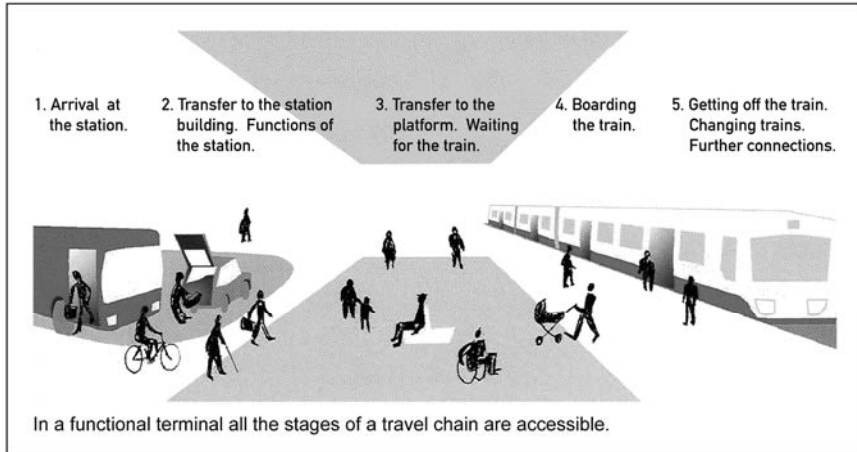 1. Arrival at
the station.
2. Transfer to the station
building. Functions of
the station.
3. Transfer to the
platform. Waiting
for the train.
4. Boarding
the train.
5. Getting off the train.
Changing trains.
Further connections.
In a functional terminal all the stages of a travel chain are accessible.